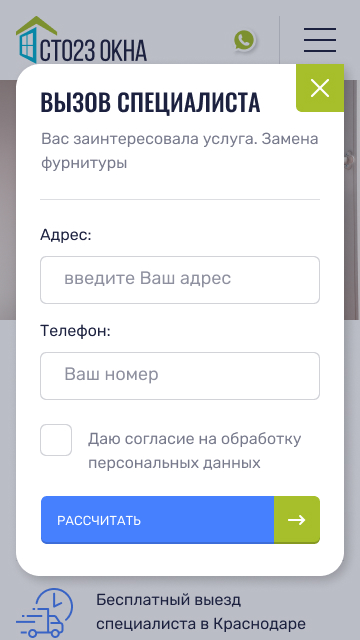 СТО23 ОКНА
ВЫЗОВ СПЕЦИАЛИСТА
Вас заинтересовала услуга. Замена
фурнитуры
Адрес:
введите Ваш адрес
Телефон:
Ваш номер
Даю согласие на обработку
персональных данных
РАССЧИТАТЬ
Бесплатный выезд
специалиста в Краснодаре